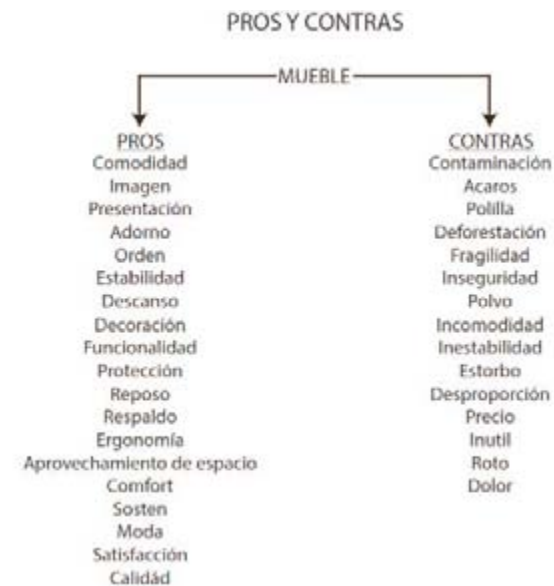 PROS Y CONTRAS
MUEBLE
PROS
Comodidad
Imagen
Presentación
Adorno
Orden
Estabilidad
Descanso
Decoración
Funcionalidad
Protección
Reposo
Respaldo
Ergonomía
Aprovechamiento de espacio
Comfort
Sosten
Moda
Satisfacción
Calidád
CONTRAS
Contaminación
Acaros
Polilla
Deforestación
Fragilidad
Inseguridad
Polvo
Incomodidad
Inestabilidad
Estorbo
Desproporción
Precio
Inutil
Roto
Dolor